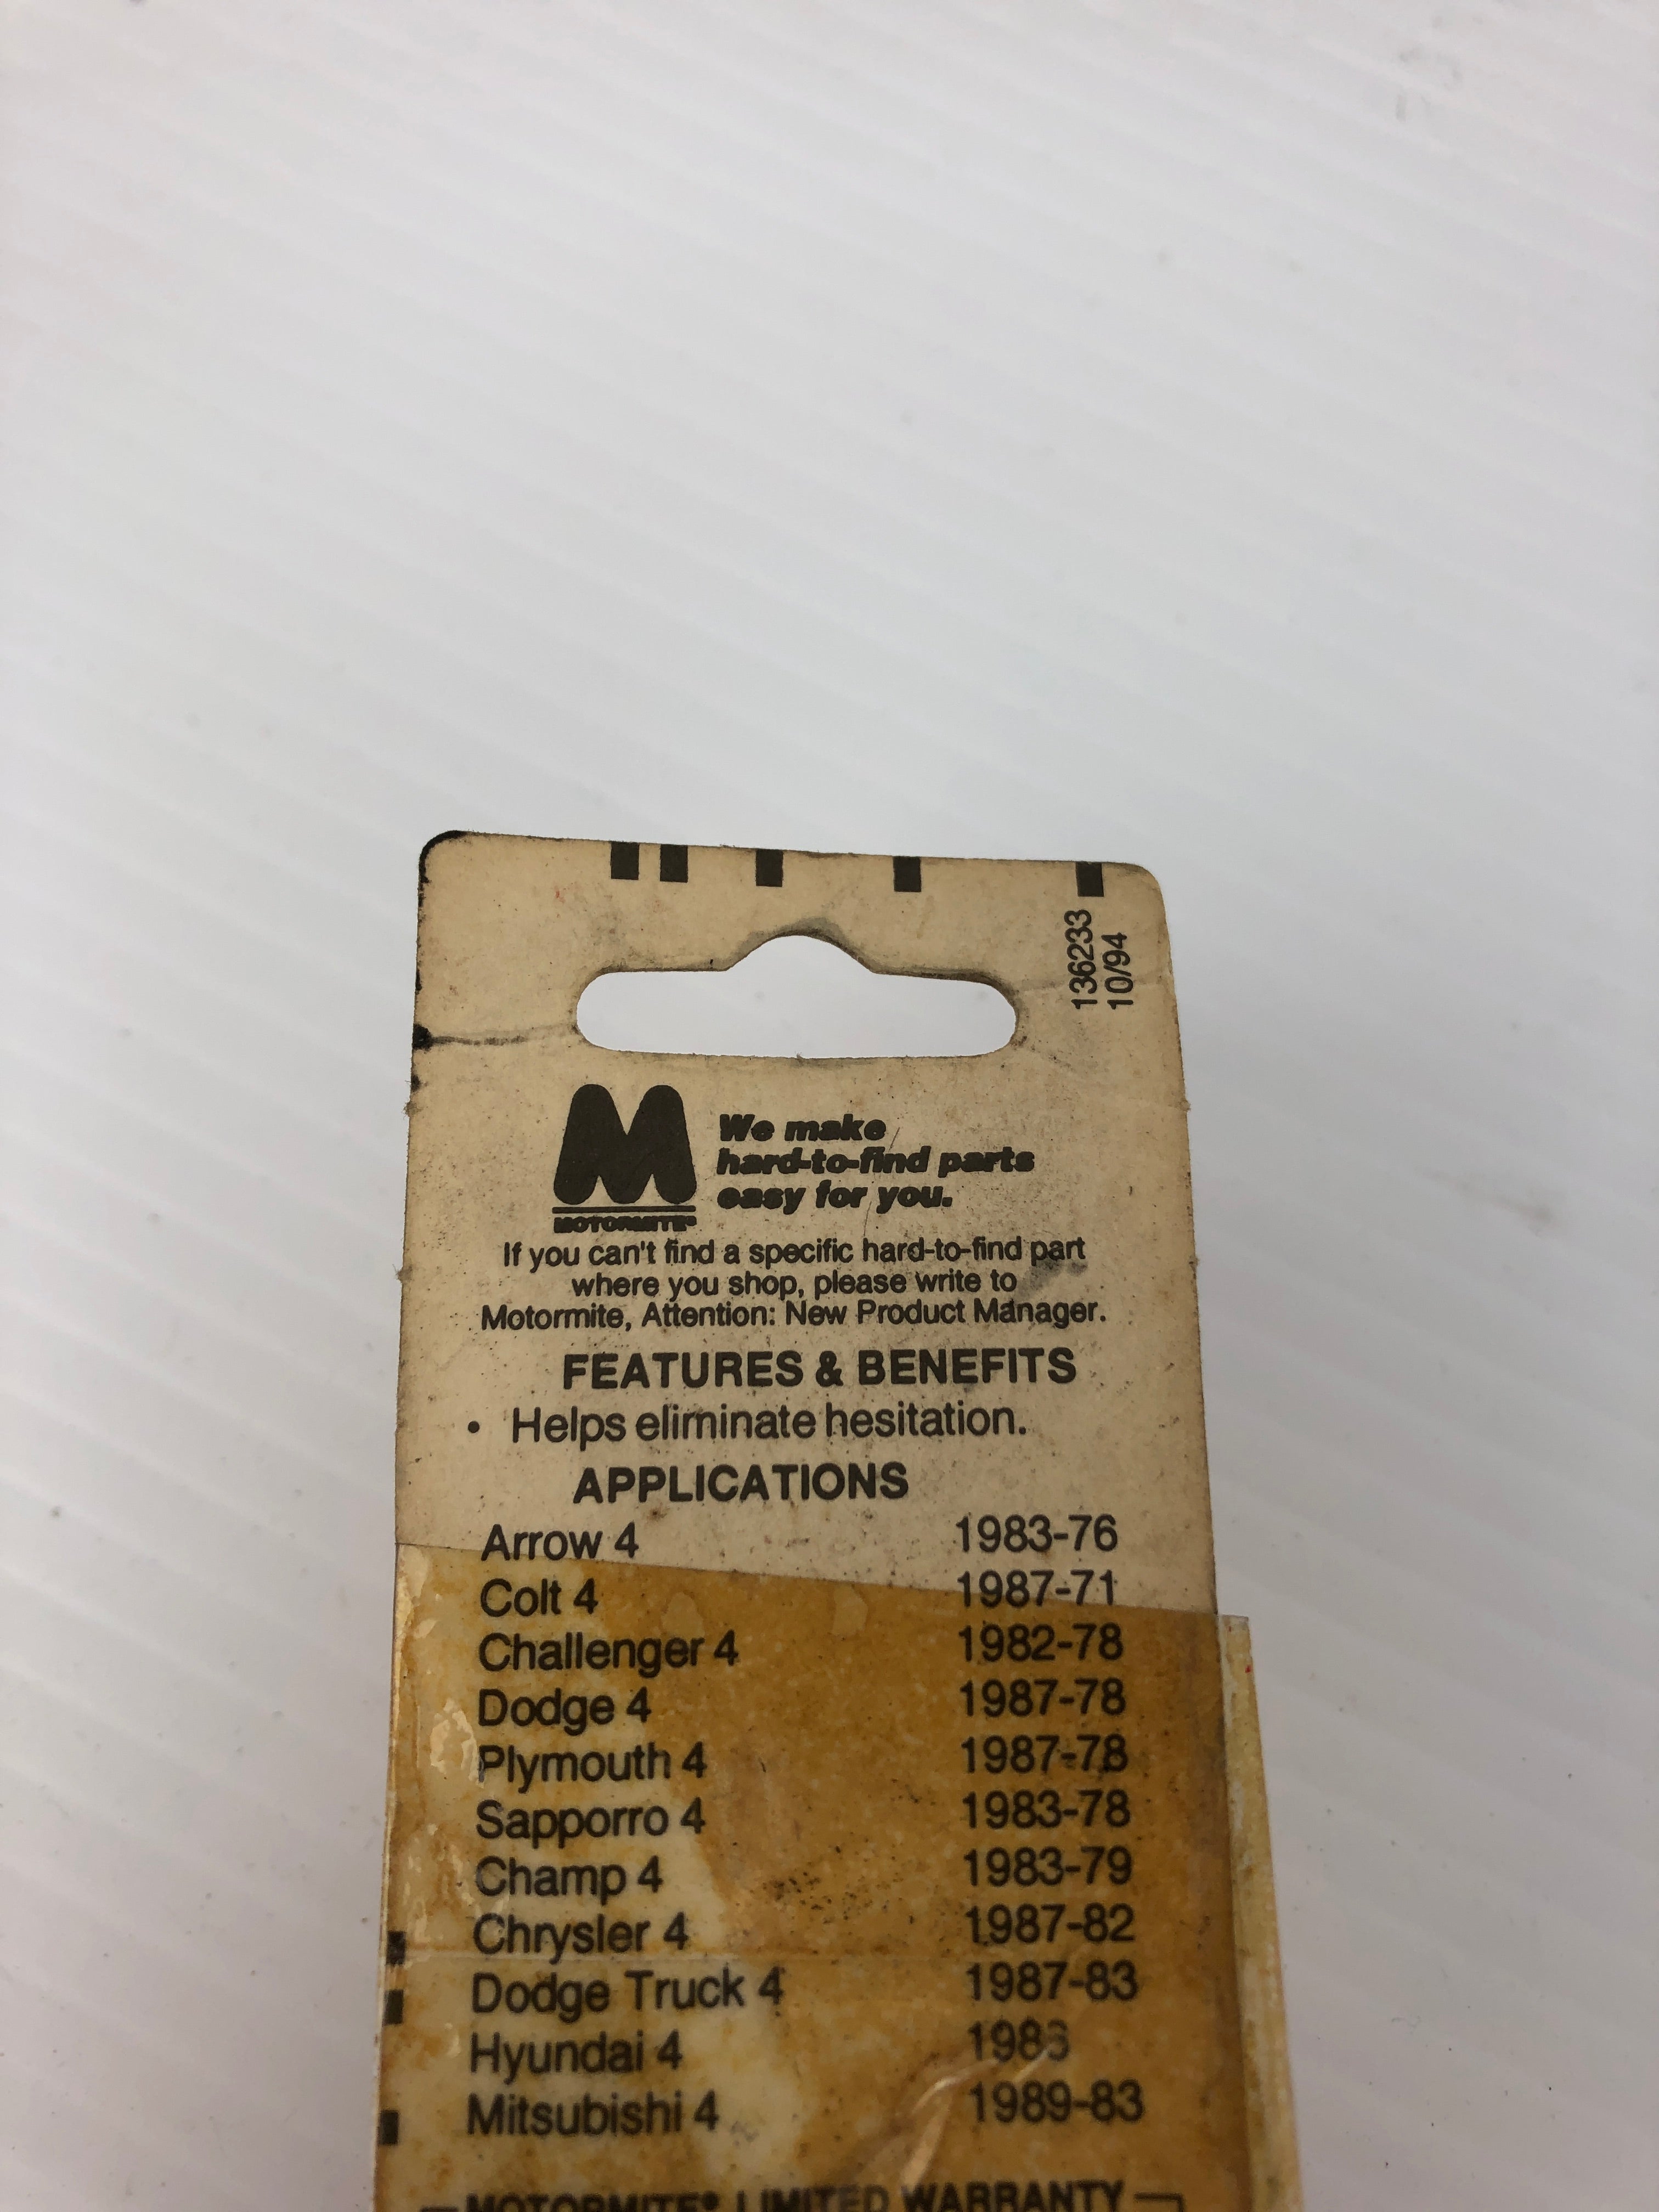 136233
10/94
We make
hard-to-find parts
easy for you.
MOTORMITE®
If you can't find a specific hard-to-find part
where you shop, please write to
Motormite, Attention: New Product Manager.
FEATURES & BENEFITS
• Helps eliminate hesitation.
APPLICATIONS
Arrow 4 1983-76
Colt 4 1987-71
Challenger 4 1982-78
Dodge 4 1987-78
Plymouth 4 1987-78
Sapporro 4 1983-78
Champ 4 1983-79
Chrysler 4 1987-82
Dodge Truck 4 1987-83
Hyundai 4
Mitsubishi 4 1989-83
MOTORMITE® LIMITED WARRANTY